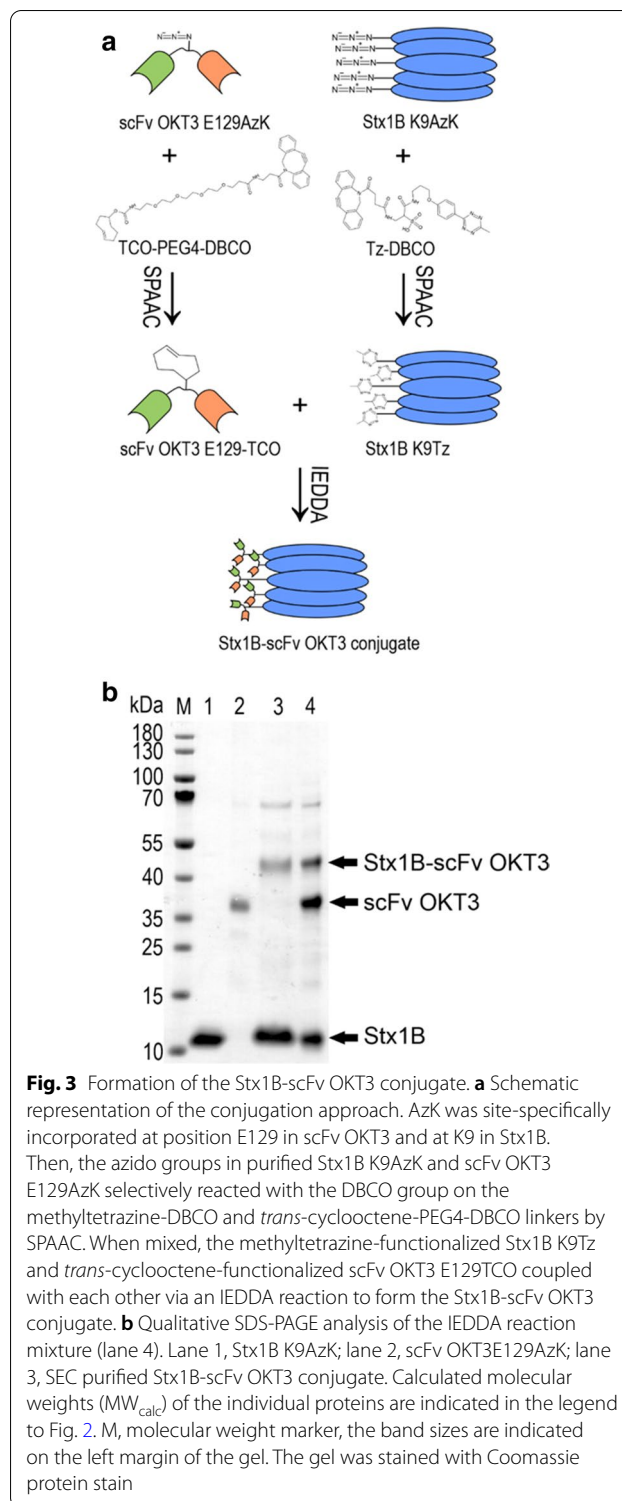 a
N=N=N N=N=N
N=N=N
N=N=N
N=N=N
N=N=N
scFv OKT3 E129AzK Stx1B K9AzK
+ +
TCO-PEG4-DBCO Tz-DBCO
SPAAC SPAAC
+
scFv OKT3 E129-TCO Stx1B K9Tz
IEDDA
Stx1B-scFv OKT3 conjugate
b
kDa M 1 2 3 4
180
130
100
70
55
Stx1B-scFv OKT3
40
scFv OKT3
35
25
15
Stx1B
10
Fig. 3 Formation of the Stx1B-scFv OKT3 conjugate. a Schematic
representation of the conjugation approach. AzK was site-specifically
incorporated at position E129 in scFv OKT3 and at K9 in Stx1B.
Then, the azido groups in purified Stx1B K9AzK and scFv OKT3
E129AzK selectively reacted with the DBCO group on the
methyltetrazine-DBCO and trans-cyclooctene-PEG4-DBCO linkers by
SPAAC. When mixed, the methyltetrazine-functionalized Stx1B K9Tz
and trans-cyclooctene-functionalized scFv OKT3 E129TCO coupled
with each other via an IEDDA reaction to form the Stx1B-scFv OKT3
conjugate. b Qualitative SDS-PAGE analysis of the IEDDA reaction
mixture (lane 4). Lane 1, Stx1B K9AzK; lane 2, scFv OKT3E129AzK; lane
3, SEC purified Stx1B-scFv OKT3 conjugate. Calculated molecular
weights (MWcalc) of the individual proteins are indicated in the legend
to Fig. 2. M, molecular weight marker, the band sizes are indicated
on the left margin of the gel. The gel was stained with Coomassie
protein stain